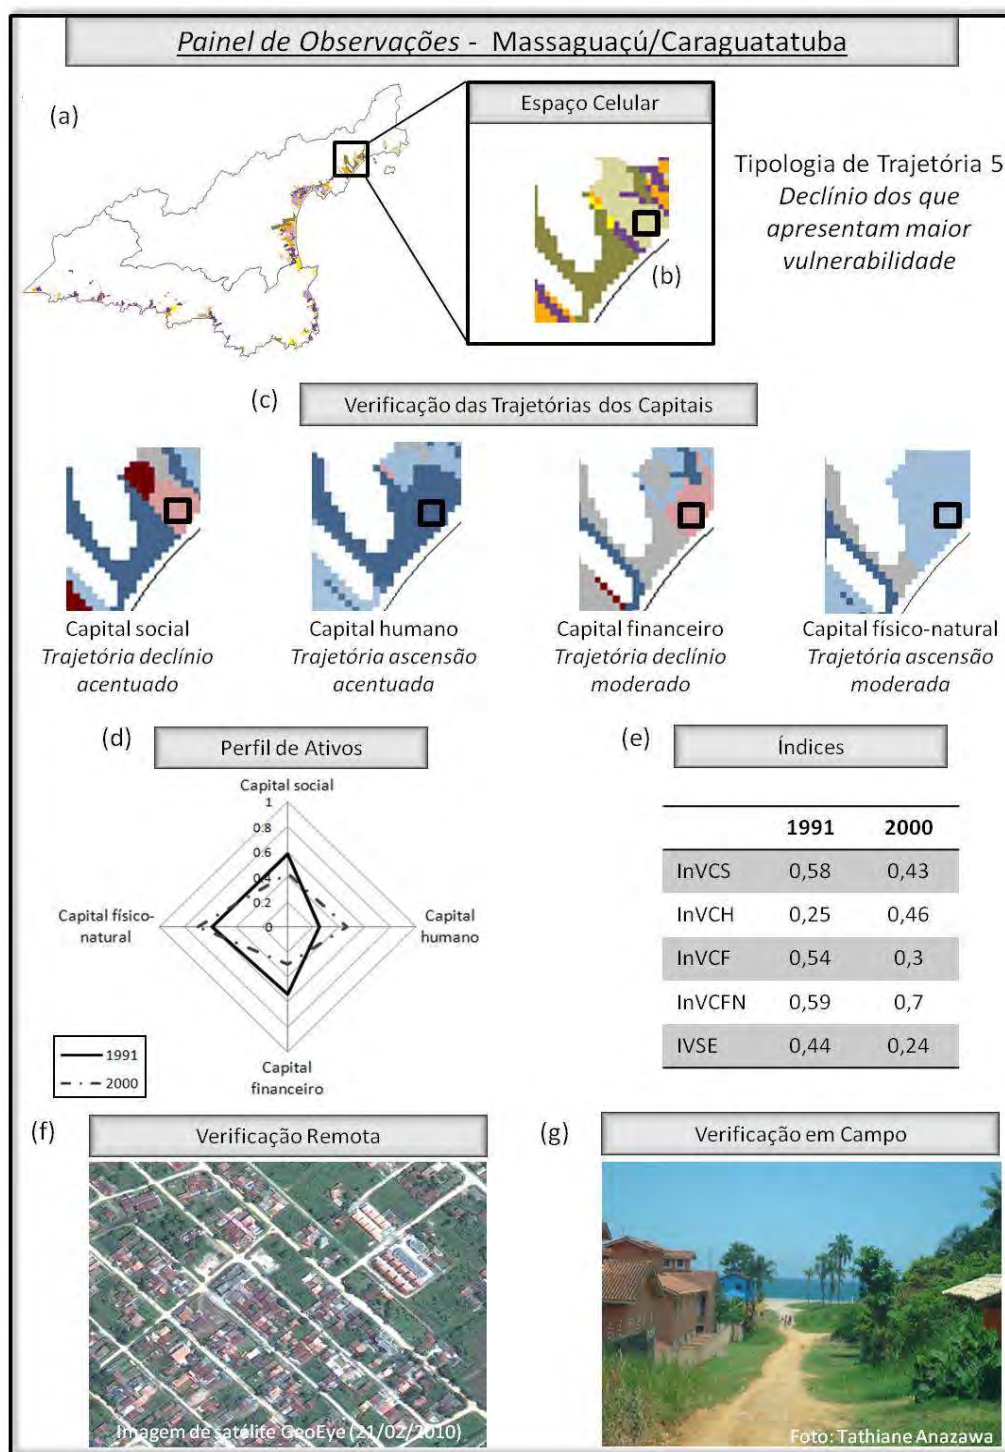 Painel de Observações - Massaguaçú/Caraguatatuba
(a)
Espaço Celular
(b)
Tipologia de Trajetória 5
Declínio dos que
apresentam maior
vulnerabilidade
(c)
Verificação das Trajetórias dos Capitais
Capital social
Trajetória declínio
acentuado
Capital humano
Trajetória ascensão
acentuada
Capital financeiro
Trajetória declínio
moderado
Capital físico-natural
Trajetória ascensão
moderada
(d)
Perfil de Ativos
Capital social
1
0.8
0.6
0.4
0.2
0
Capital físico-
natural
Capital
humano
Capital
financeiro
1991
2000
(e)
Índices
1991 2000
InVCS 0,58 0,43
InVCH 0,25 0,46
InVCF 0,54 0,3
InVCFN 0,59 0,7
IVSE 0,44 0,24
(f)
Verificação Remota
Imagem de satélite GeoEye (21/02/2010)
(g)
Verificação em Campo
Foto: Tathiane Anazawa